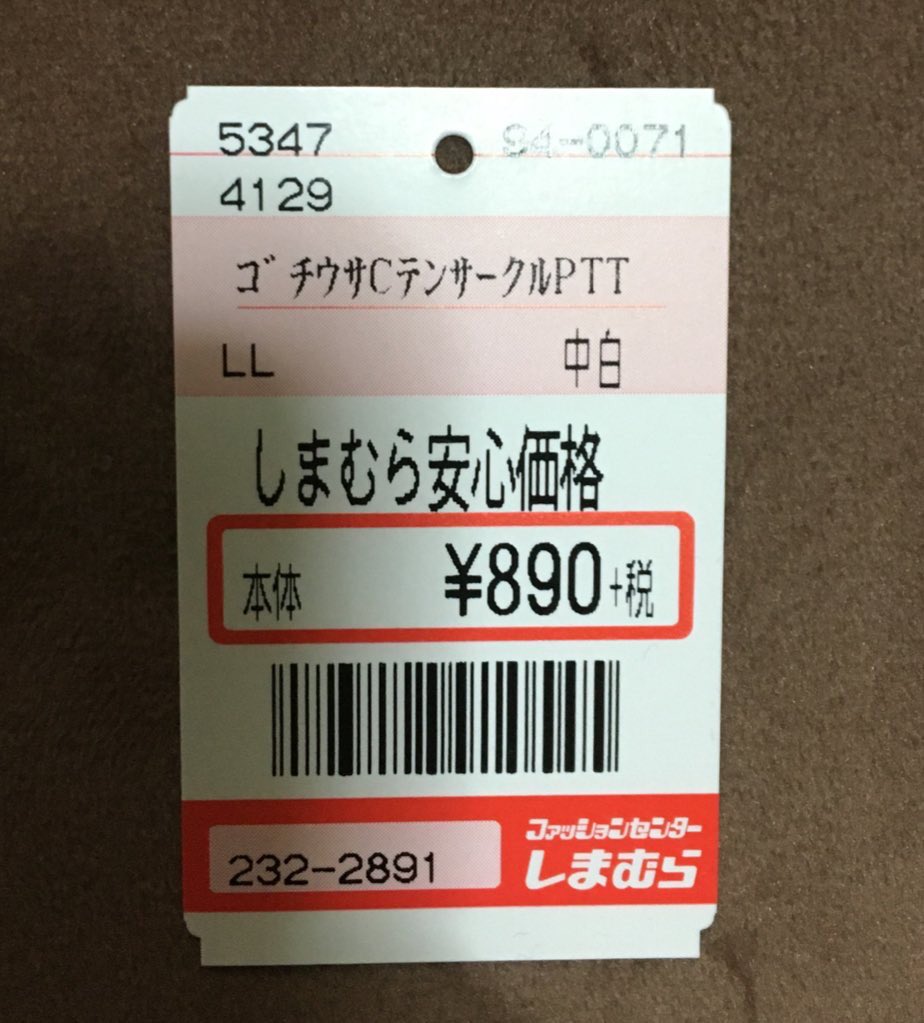 5347 94-0071
4129
ゴチウサCテンサークルPTT
LL 中白
しまむら安心価格
本体 ¥890+税
232-2891
ファッションセンター
しまむら